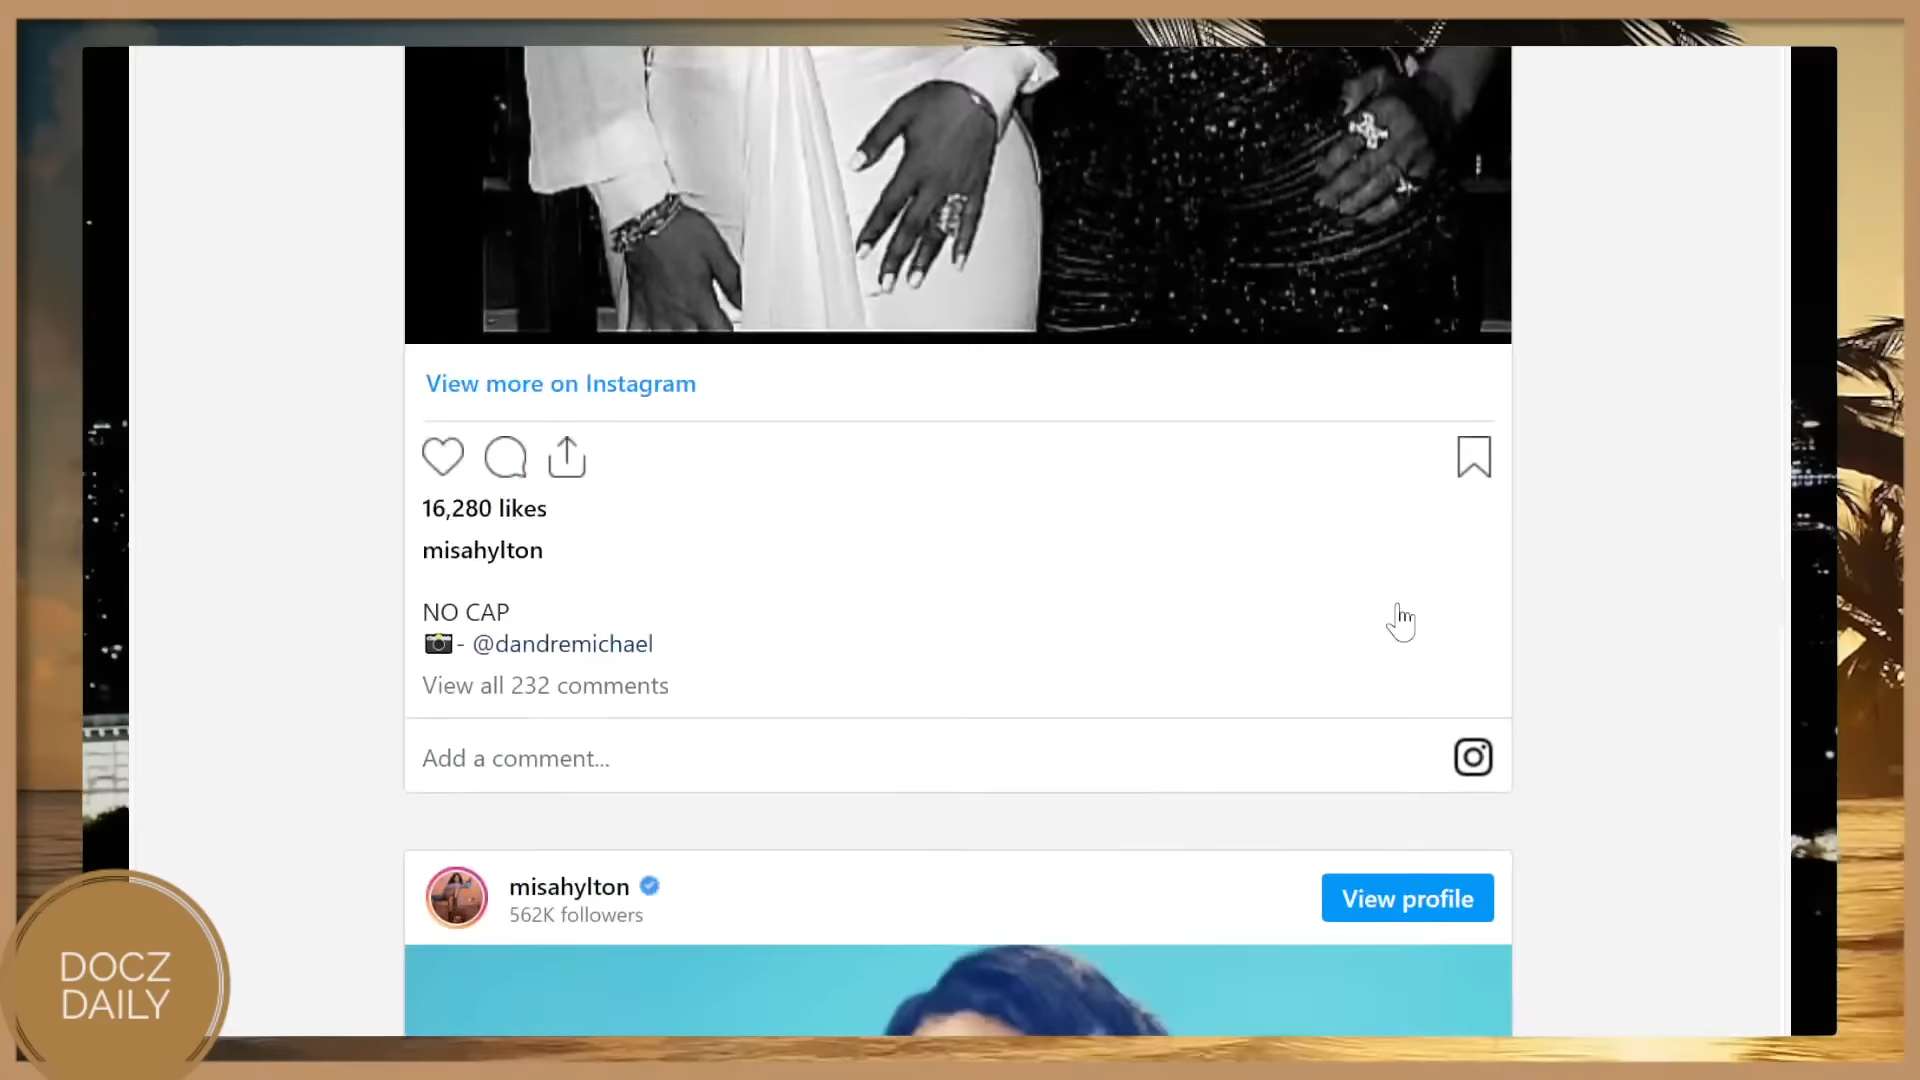 View more on Instagram
16,280 likes
misahylton
NO CAP
📷- @dandremichael
View all 232 comments
Add a comment...
misahylton
562K followers
View profile
DOCZ
DAILY